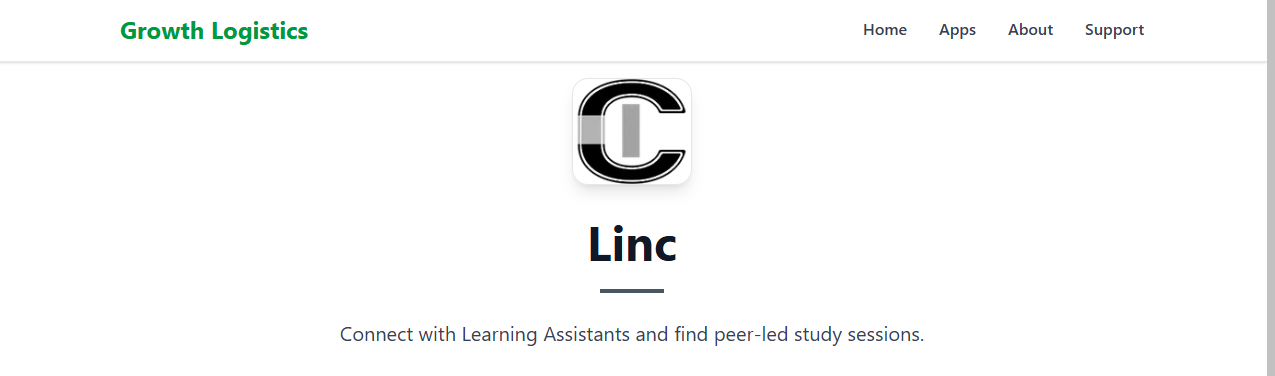 Growth Logistics
Home Apps About Support
C
Linc
Connect with Learning Assistants and find peer-led study sessions.